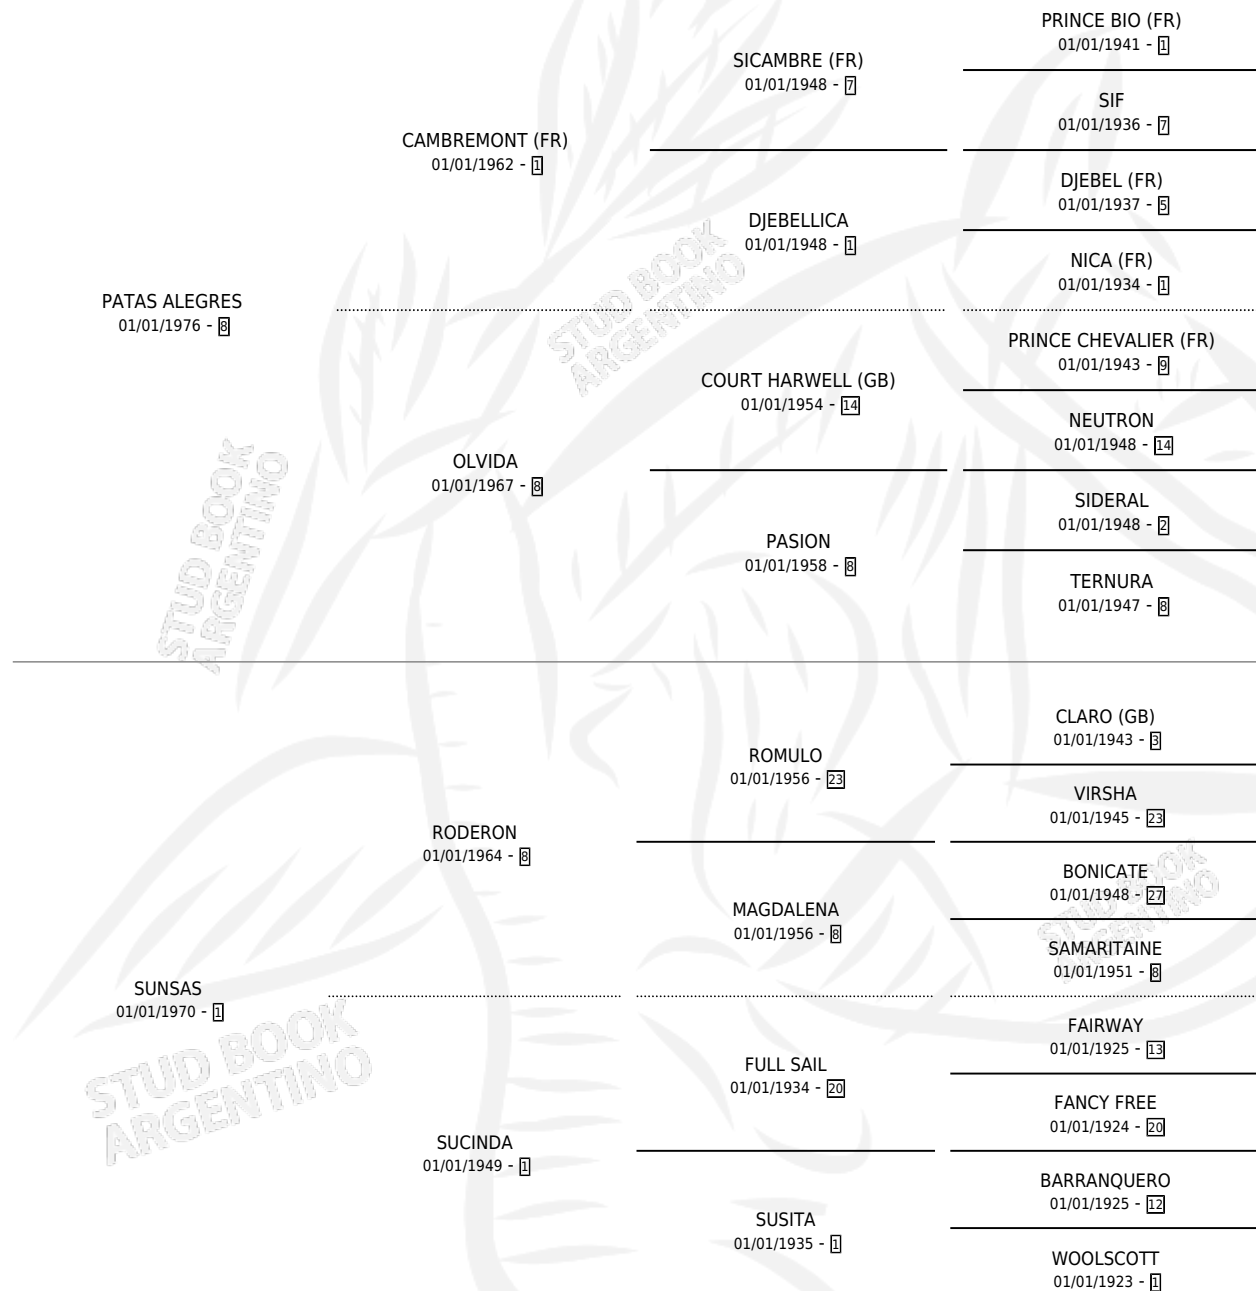 PRINCE BIO (FR)
01/01/1941 - 1
SICAMBRE (FR)
01/01/1948 - 7
SIF
01/01/1936 - 7
CAMBREMONT (FR)
01/01/1962 - 1
DJEBEL (FR)
01/01/1937 - 5
DJEBELLICA
01/01/1948 - 1
NICA (FR)
01/01/1934 - 1
PATAS ALEGRES
01/01/1976 - 8
STUD BOOK
ARGENTINO
PRINCE CHEVALIER (FR)
01/01/1943 - 9
COURT HARWELL (GB)
01/01/1954 - 14
NEUTRON
01/01/1948 - 14
OLVIDA
01/01/1967 - 8
SIDERAL
01/01/1948 - 2
PASION
01/01/1958 - 8
TERNURA
01/01/1947 - 8
STUD BOOK
ARGENTINO
CLARO (GB)
01/01/1943 - 3
ROMULO
01/01/1956 - 23
VIRSHA
01/01/1945 - 23
RODERON
01/01/1964 - 8
BONICATE
01/01/1948 - 27
MAGDALENA
01/01/1956 - 8
SAMARITAINE
01/01/1951 - 8
STUD BOOK
ARGENTINO
SUNSAS
01/01/1970 - 1
STUD BOOK
ARGENTINO
FAIRWAY
01/01/1925 - 13
FULL SAIL
01/01/1934 - 20
FANCY FREE
01/01/1924 - 20
SUCINDA
01/01/1949 - 1
BARRANQUERO
01/01/1925 - 12
SUSITA
01/01/1935 - 1
WOOLSCOTT
01/01/1923 - 1